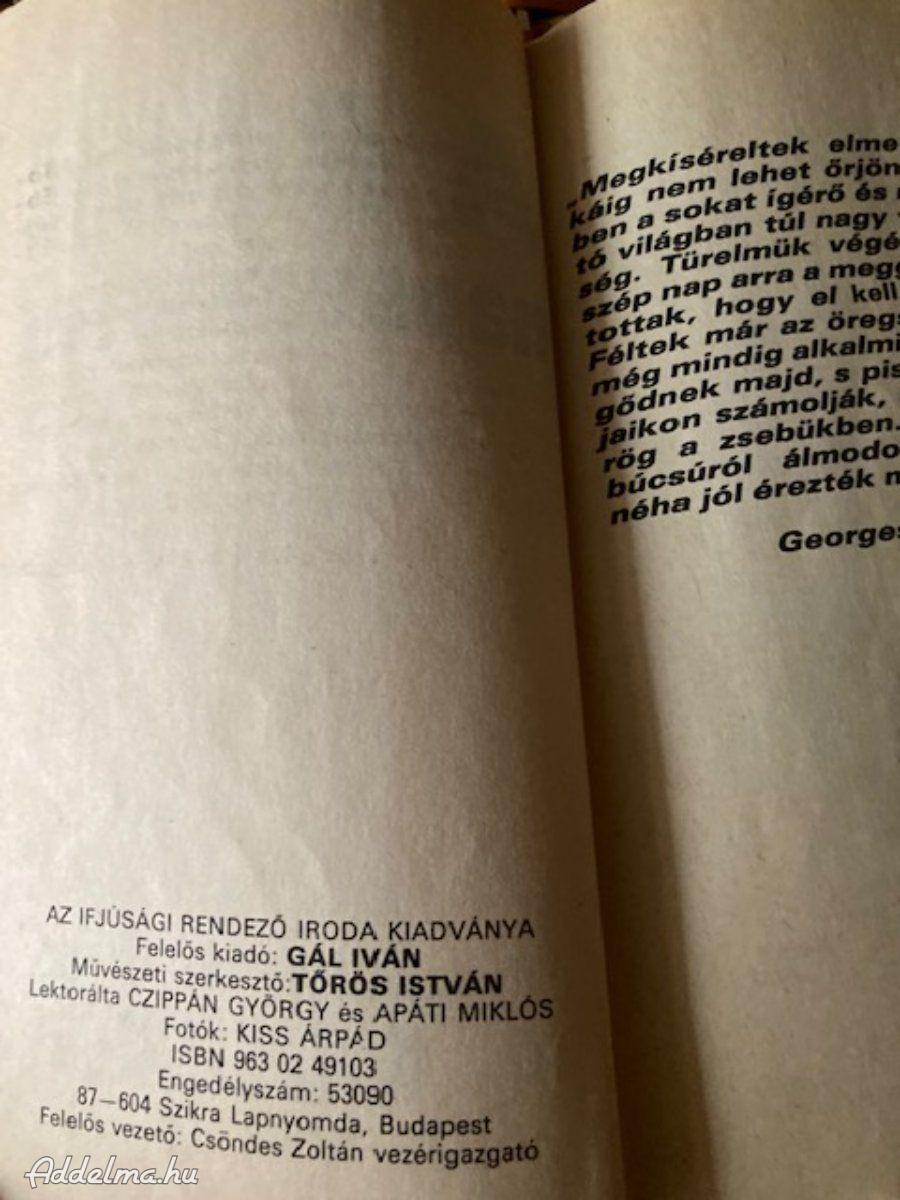 AZ IFJÚSÁGI RENDEZŐ IRODA KIADVÁNYA
Felelős kiadó: GÁL IVÁN
Művészeti szerkesztő:TŐRÖS ISTVÁN
Lektorálta CZIPPÁN GYÖRGY és APÁTI MIKLÓS
Fotók: KISS ÁRPÁD
ISBN 963 02 49103
Engedélyszám: 53090
87—604 Szikra Lapnyomda, Budapest
Felelős vezető: Csöndes Zoltán vezérigazgató
„Megkíséreltek elme
káig nem lehet őrjön
ben a sokat ígérő és
tó világban túl nagy
ség. Türelmük végé
szép nap arra a megg
tottak, hogy el kell
Féltek már az öregs
még mindig alkalmi
gődnek majd, s pis
jaikon számolják,
rög a zsebükben.
búcsúról álmodo
néha jól érezték
Georges
Addelma.hu